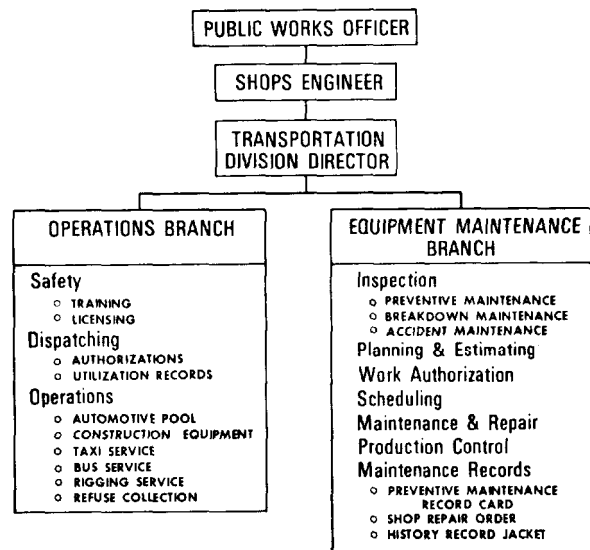 PUBLIC WORKS OFFICER
SHOPS ENGINEER
TRANSPORTATION
DIVISION DIRECTOR
OPERATIONS BRANCH
Safety
○ TRAINING
○ LICENSING
Dispatching
○ AUTHORIZATIONS
○ UTILIZATION RECORDS
Operations
○ AUTOMOTIVE POOL
○ CONSTRUCTION EQUIPMENT
○ TAXI SERVICE
○ BUS SERVICE
○ RIGGING SERVICE
○ REFUSE COLLECTION
EQUIPMENT MAINTENANCE
BRANCH
Inspection
○ PREVENTIVE MAINTENANCE
○ BREAKDOWN MAINTENANCE
○ ACCIDENT MAINTENANCE
Planning & Estimating
Work Authorization
Scheduling
Maintenance & Repair
Production Control
Maintenance Records
○ PREVENTIVE MAINTENANCE
RECORD CARD
○ SHOP REPAIR ORDER
○ HISTORY RECORD JACKET